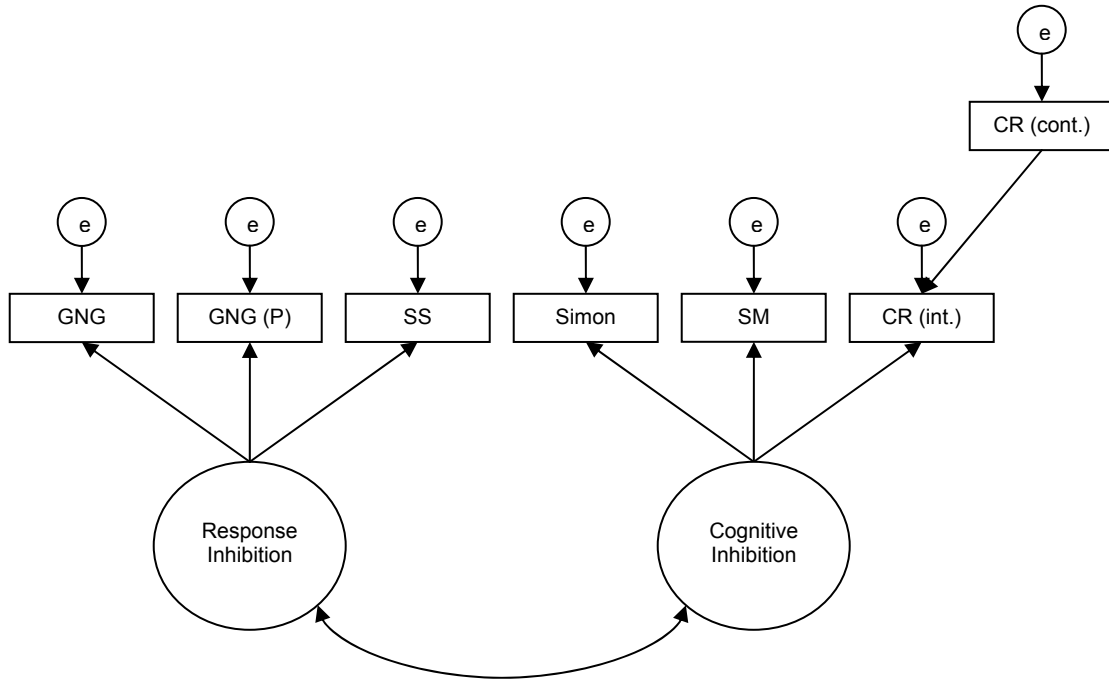 e
CR (cont.)
e
e
e
e
e
e
GNG
GNG (P)
SS
Simon
SM
CR (int.)
Response
Inhibition
Cognitive
Inhibition